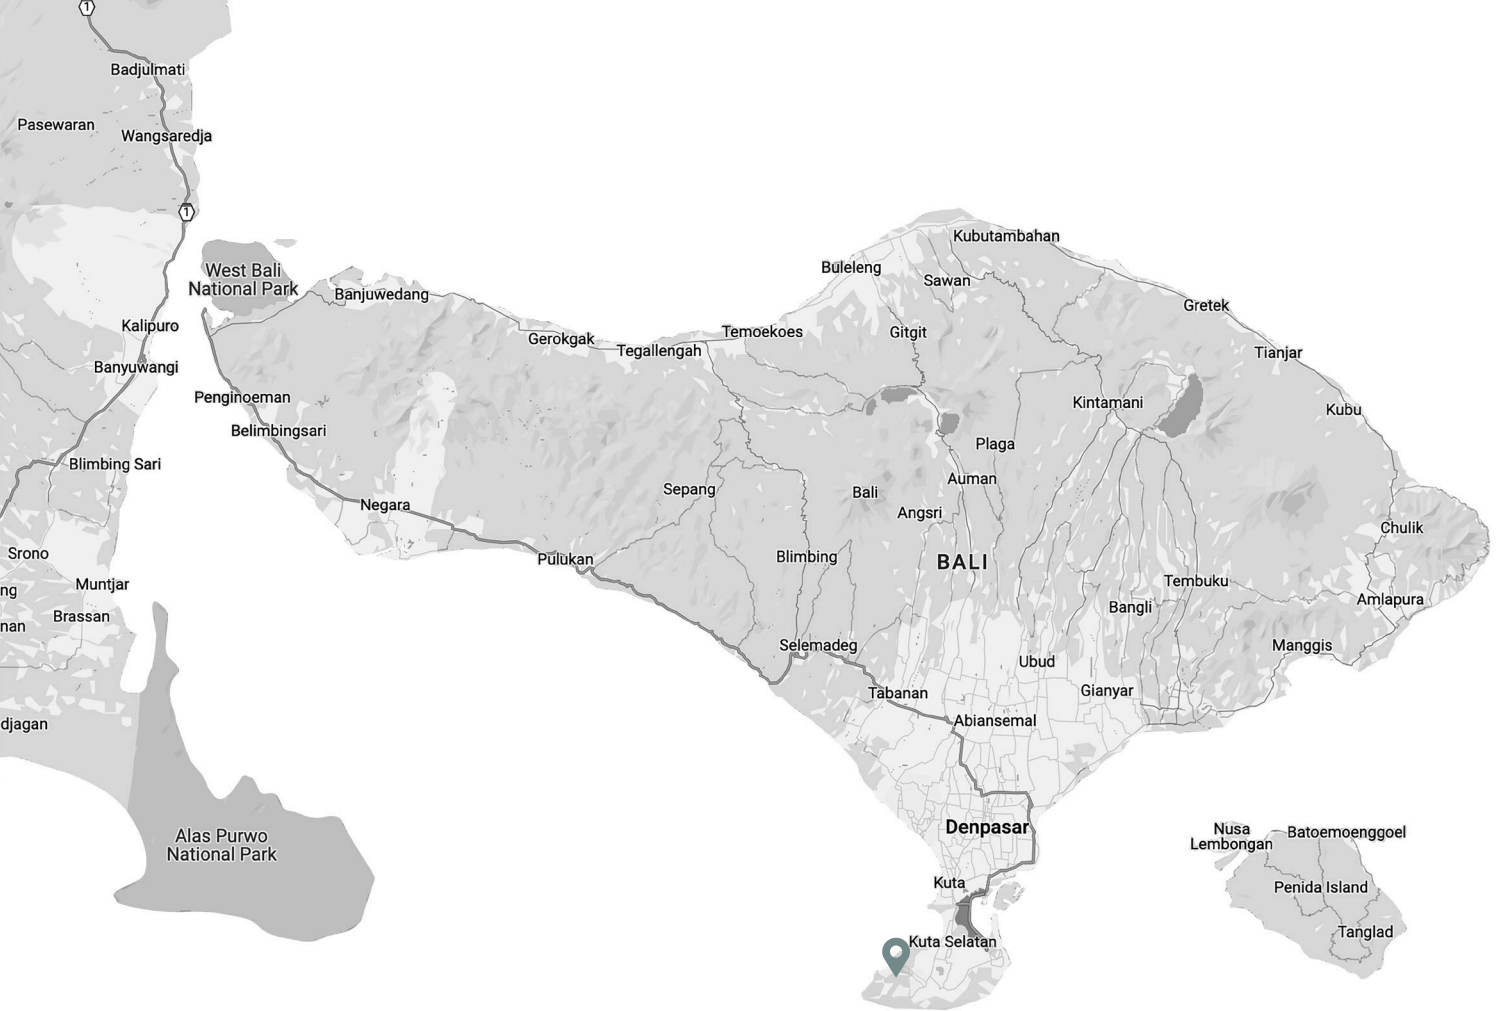 1
Badjulmati
Pasewaran
Wangsaredja
1
Kubutambahan
West Bali
National Park
Buleleng
Sawan
Banjuwedang
Gretek
Kalipuro
Gerokgak
Temoekoes
Gitgit
Tegallengah
Tianjar
Banyuwangi
Penginoeman
Kintamani
Kubu
Belimbingsari
Plaga
Blimbing Sari
Auman
Sepang
Bali
Negara
Angsri
Chulik
Srono
Pulukan
Blimbing
BALI
Muntjar
Tembuku
ng
Amlapura
Bangli
Brassan
nan
Selemadeg
Manggis
Ubud
Tabanan
Gianyar
djagan
Abiansemal
Denpasar
Nusa
Lembongan
Batoemoenggoel
Alas Purwo
National Park
Kuta
Penida Island
Tanglad
Kuta Selatan